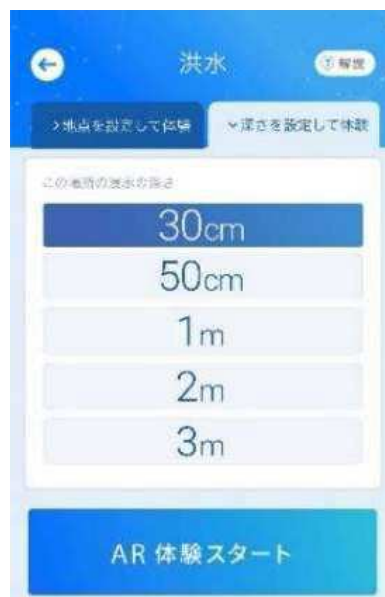 洪水
? 解説
>地点を設定して体験
深さを設定して体験
この場所の浸水の深さ
30cm
50cm
1m
2m
3m
AR 体験スタート